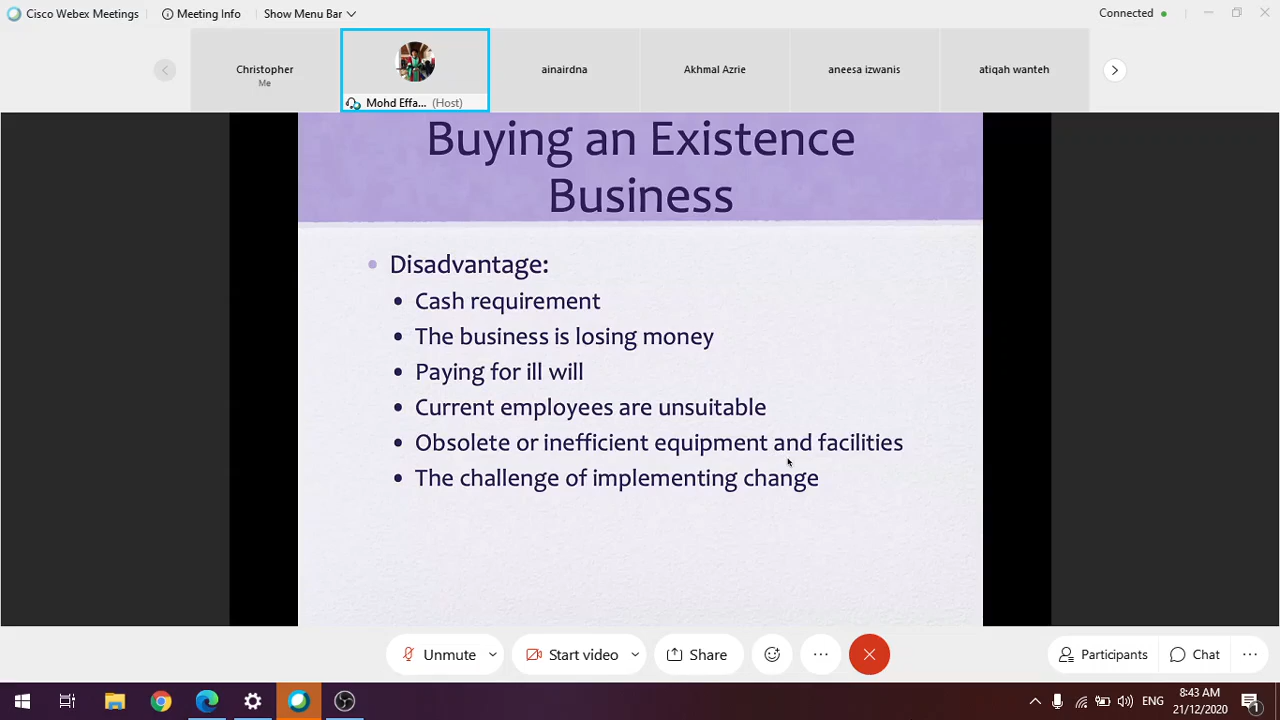 Cisco Webex Meetings Meeting Info Show Menu Bar Connected
Christopher
Me
Mohd Effa... (Host)
ainairdna
Akhmal Azrie
aneesa izwanis
atiqah wanteh
Buying an Existence
Business
Disadvantage:
Cash requirement
The business is losing money
Paying for ill will
Current employees are unsuitable
Obsolete or inefficient equipment and facilities
The challenge of implementing change
Unmute Start video Share Participants Chat
ENG
8:43 AM
21/12/2020
1